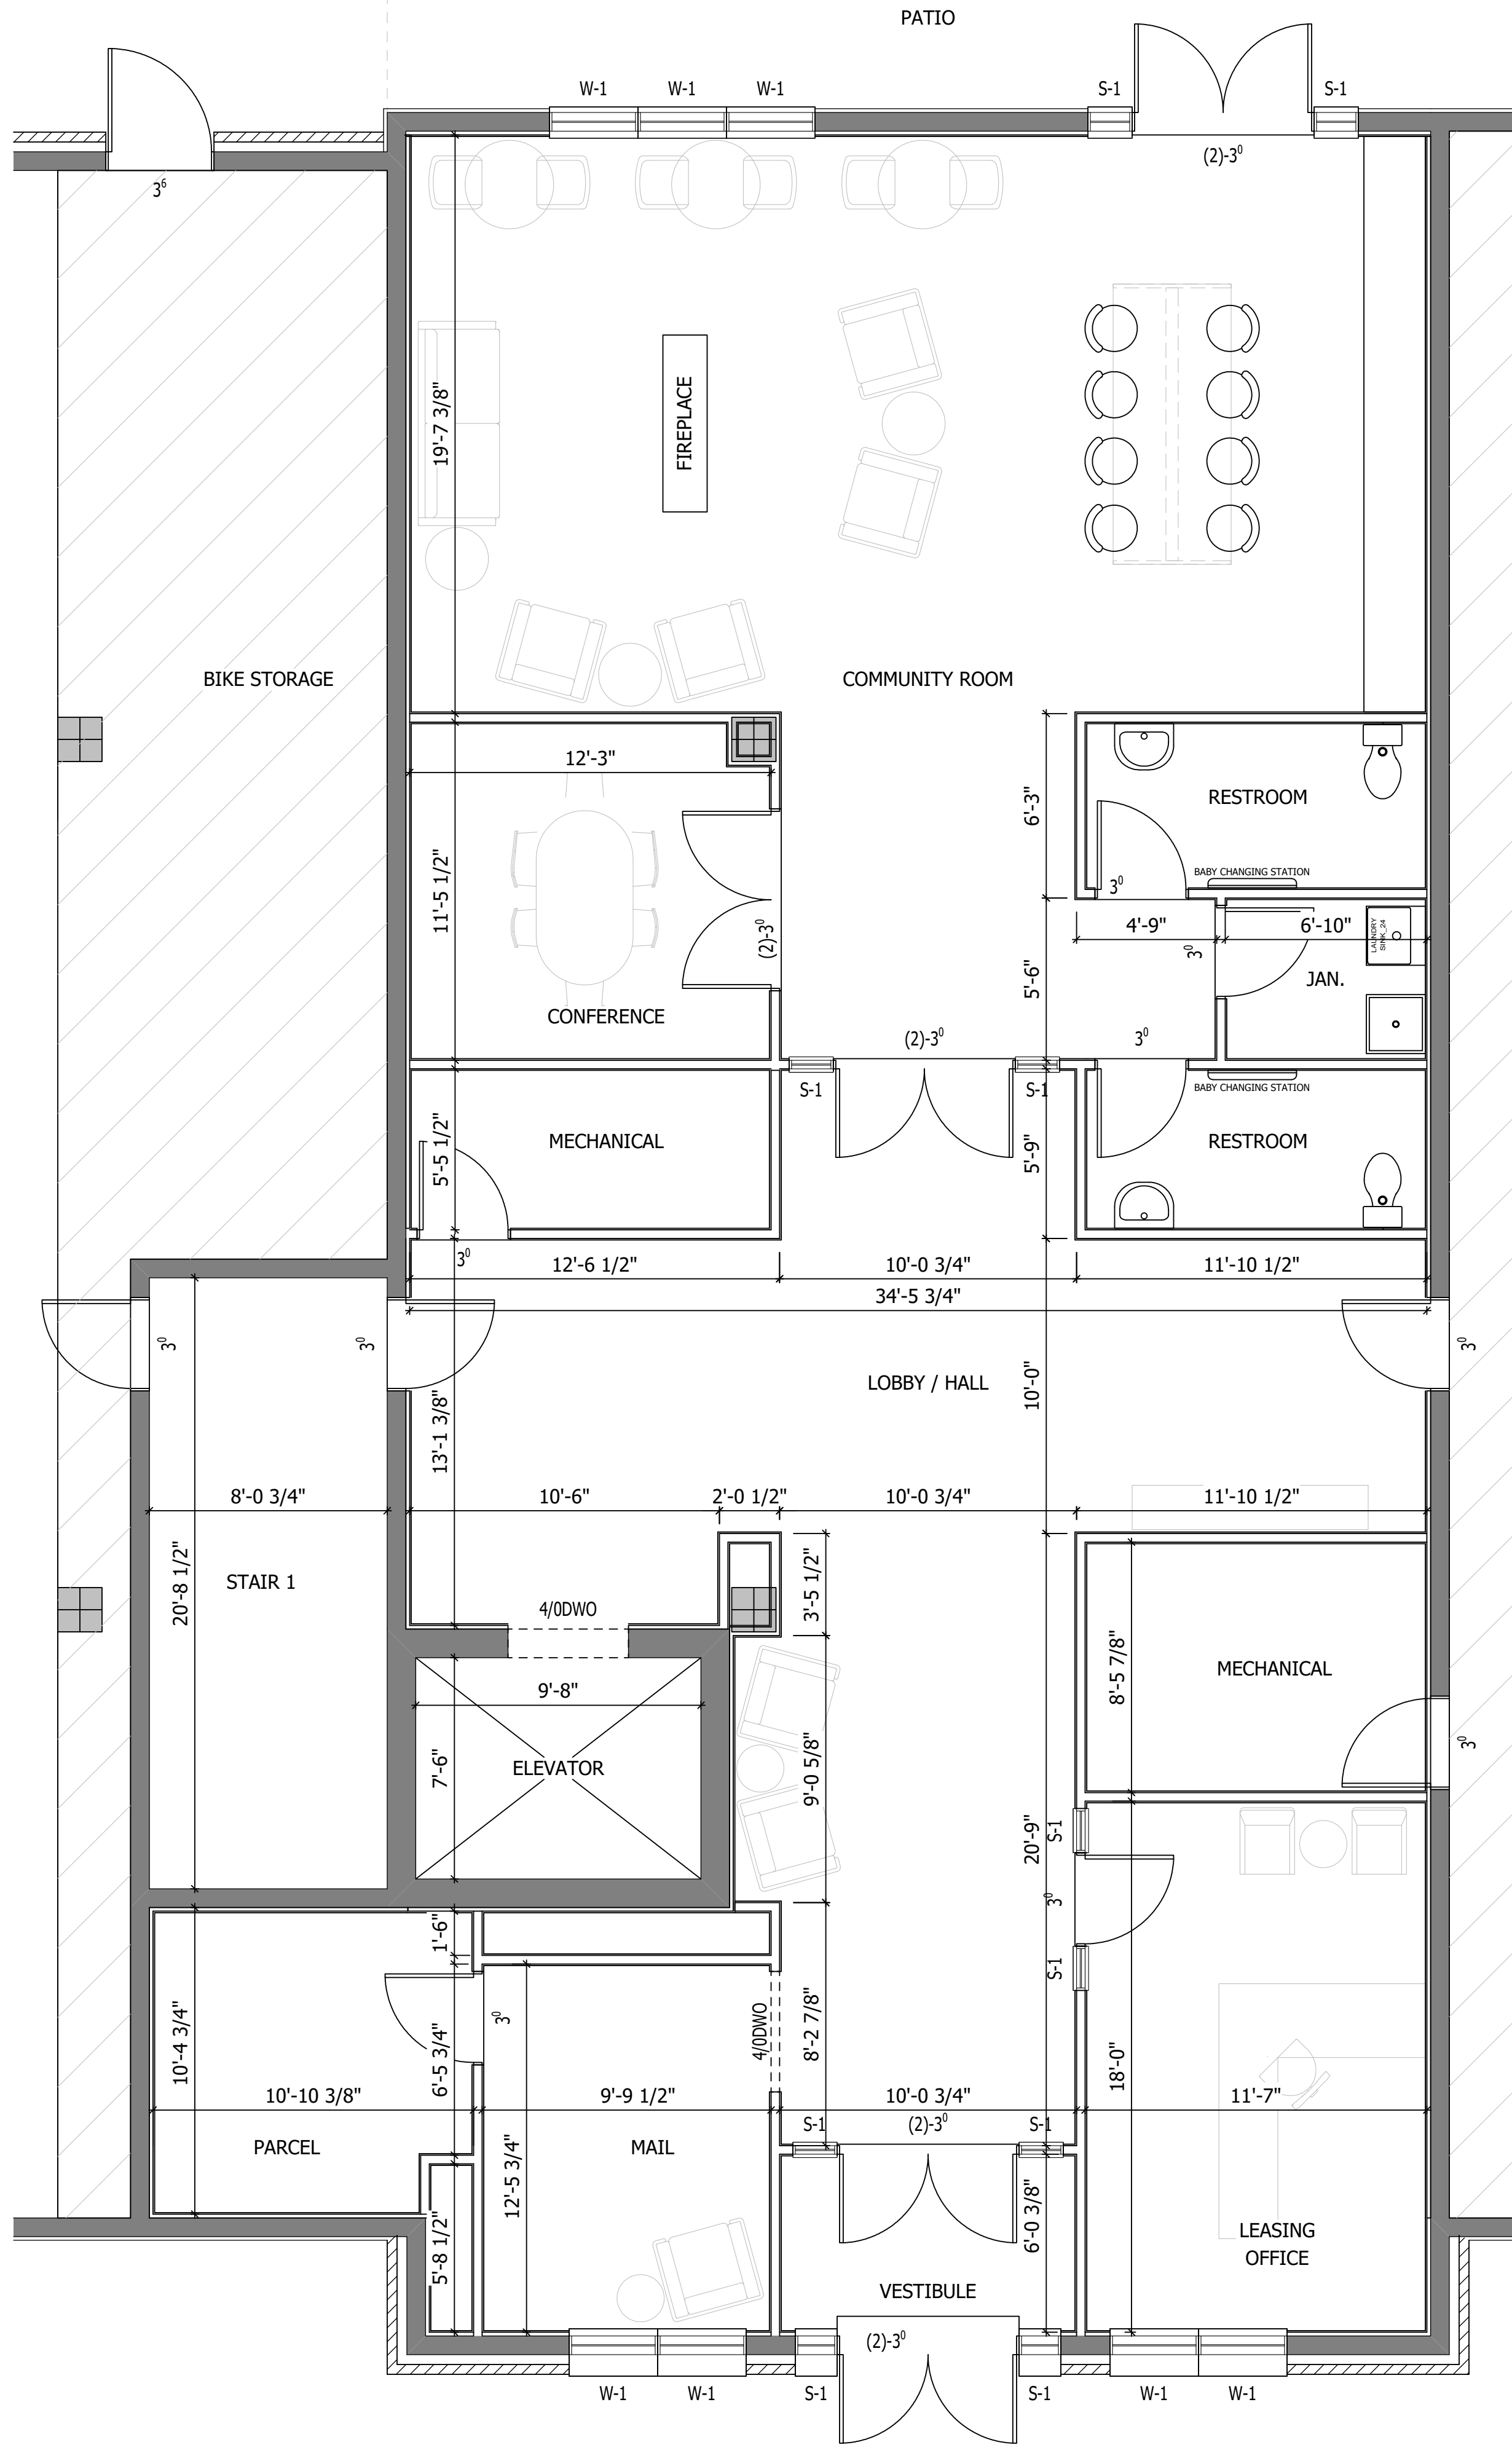 PATIO
W-1 W-1 W-1 S-1 S-1
3⁶
(2)-3⁰
19'-7 3/8"
FIREPLACE
BIKE STORAGE
COMMUNITY ROOM
12'-3"
6'-3"
RESTROOM
BABY CHANGING STATION
3⁰
11'-5 1/2"
(2)-3⁰
4'-9"
6'-10"
LAUNDRY
SINK_24
3⁰
5'-6"
JAN.
CONFERENCE
(2)-3⁰
3⁰
S-1 S-1
BABY CHANGING STATION
5'-5 1/2"
MECHANICAL
5'-9"
RESTROOM
3⁰
12'-6 1/2" 10'-0 3/4" 11'-10 1/2"
34'-5 3/4"
3⁰ 3⁰ 3⁰
LOBBY / HALL
10'-0"
13'-1 3/8"
8'-0 3/4" 10'-6" 2'-0 1/2" 10'-0 3/4" 11'-10 1/2"
20'-8 1/2"
STAIR 1
4/0DWO
3'-5 1/2"
8'-5 7/8"
MECHANICAL
9'-8"
3⁰
7'-6"
ELEVATOR
9'-0 5/8"
20'-9"
S-1
3⁰
1'-6"
S-1
3⁰
4/0DWO
10'-4 3/4"
6'-5 3/4"
8'-2 7/8"
18'-0"
10'-10 3/8" 9'-9 1/2" 10'-0 3/4" 11'-7"
S-1 (2)-3⁰ S-1
PARCEL
MAIL
12'-5 3/4"
5'-8 1/2"
6'-0 3/8"
LEASING
OFFICE
VESTIBULE
(2)-3⁰
W-1 W-1 S-1 S-1 W-1 W-1